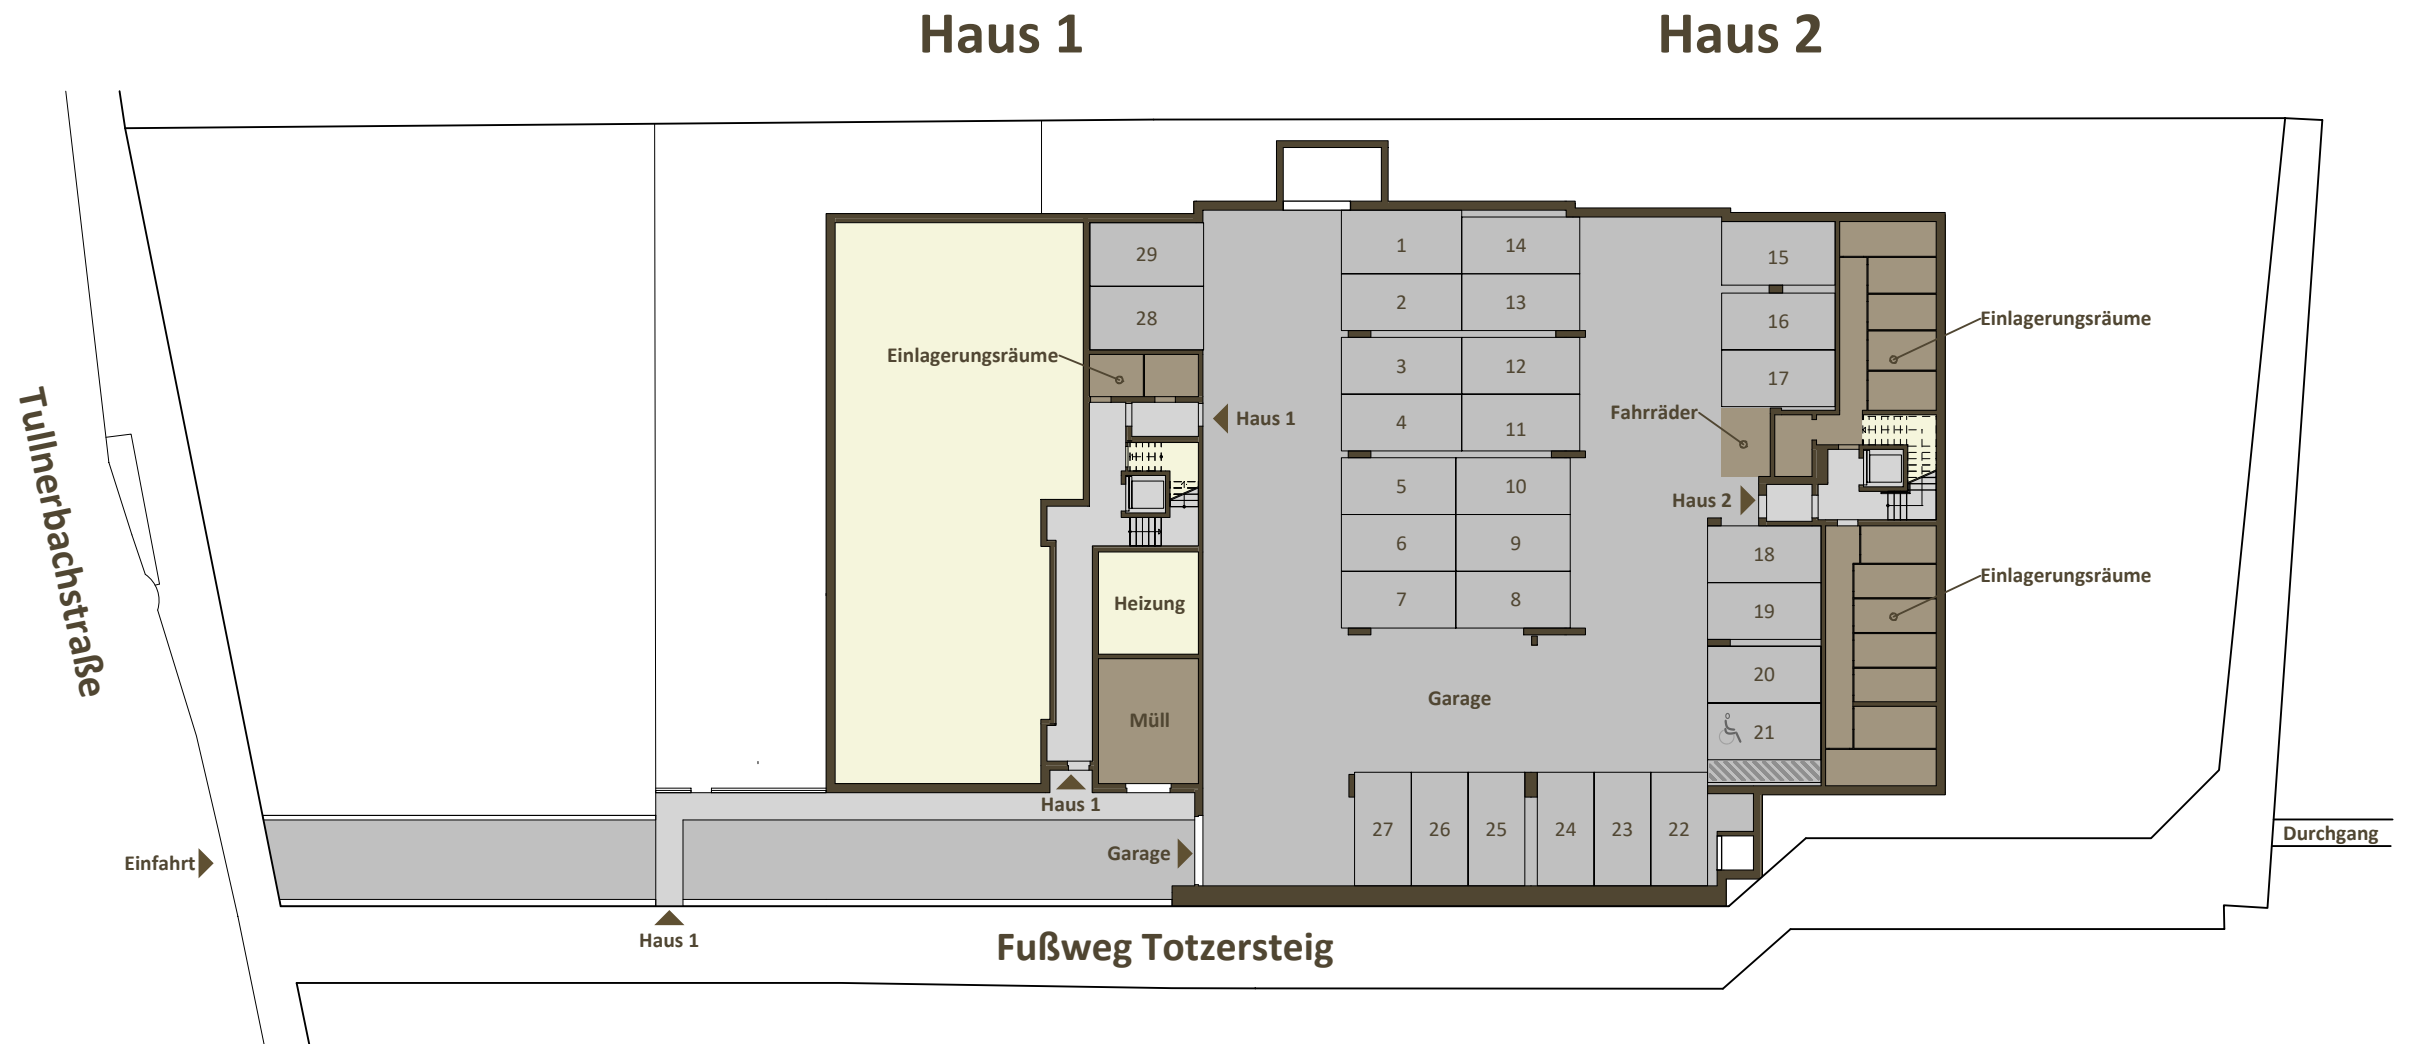 Haus 1
Haus 2
29
28
1
14
2
13
3
12
4
11
5
10
6
9
7
8
15
16
17
Einlagerungsräume
Einlagerungsräume
Haus 1
Fahrräder
Haus 2
18
19
20
21
Einlagerungsräume
Heizung
Müll
Garage
Tullnerbachstraße
Haus 1
27
26
25
24
23
22
Durchgang
Einfahrt
Garage
Haus 1
Fußweg Totzersteig